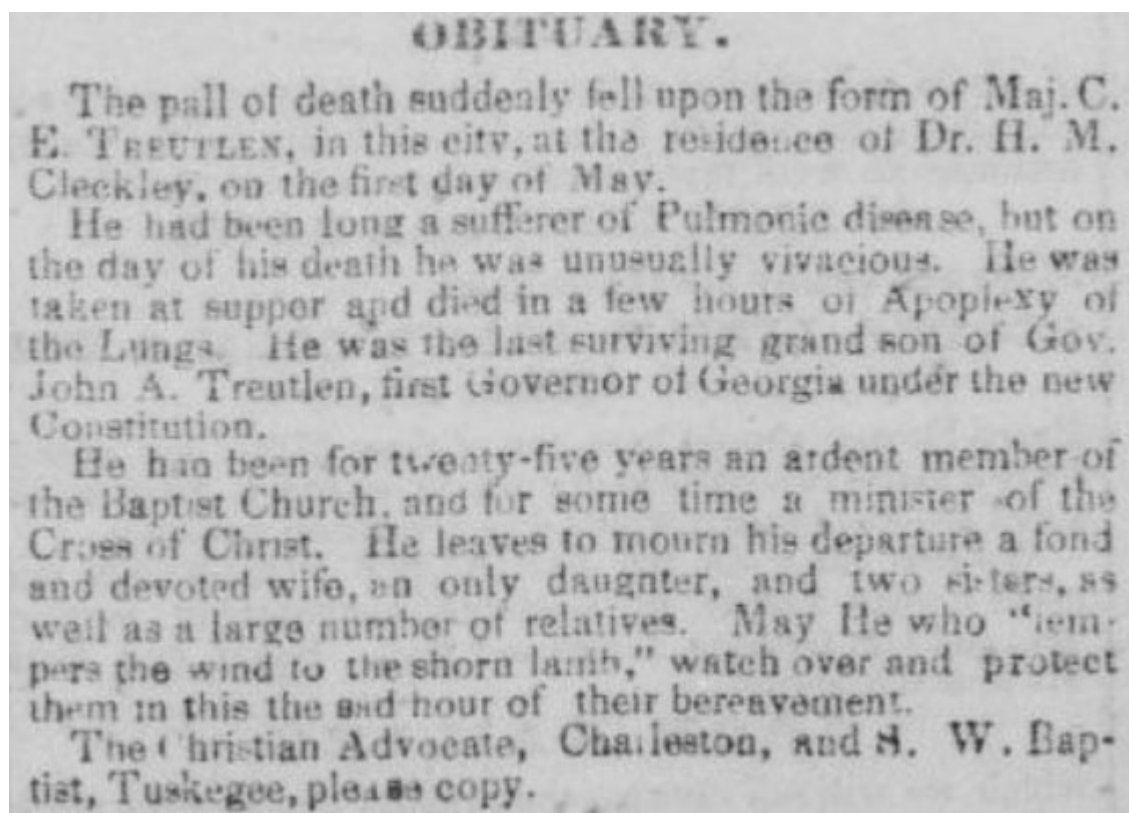 OBITUARY.
The pall of death suddenly fell upon the form of Maj. C.
E. TREUTLEN, in this city, at the residence of Dr. H. M.
Cleckley, on the first day of May.
He had been long a sufferer of Pulmonic disease, but on
the day of his death he was unusually vivacious. He was
taken at supper and died in a few hours of Apoplexy of
the Lungs. He was the last surviving grand son of Gov.
John A. Treutlen, first Governor of Georgia under the new
Constitution.
He had been for twenty-five years an ardent member of
the Baptist Church, and for some time a minister of the
Cross of Christ. He leaves to mourn his departure a fond
and devoted wife, an only daughter, and two sisters, as
well as a large number of relatives. May He who "tem-
pers the wind to the shorn lamb," watch over and protect
them in this the sad hour of their bereavement.
The Christian Advocate, Charleston, and S. W. Bap-
tist, Tuskegee, please copy.